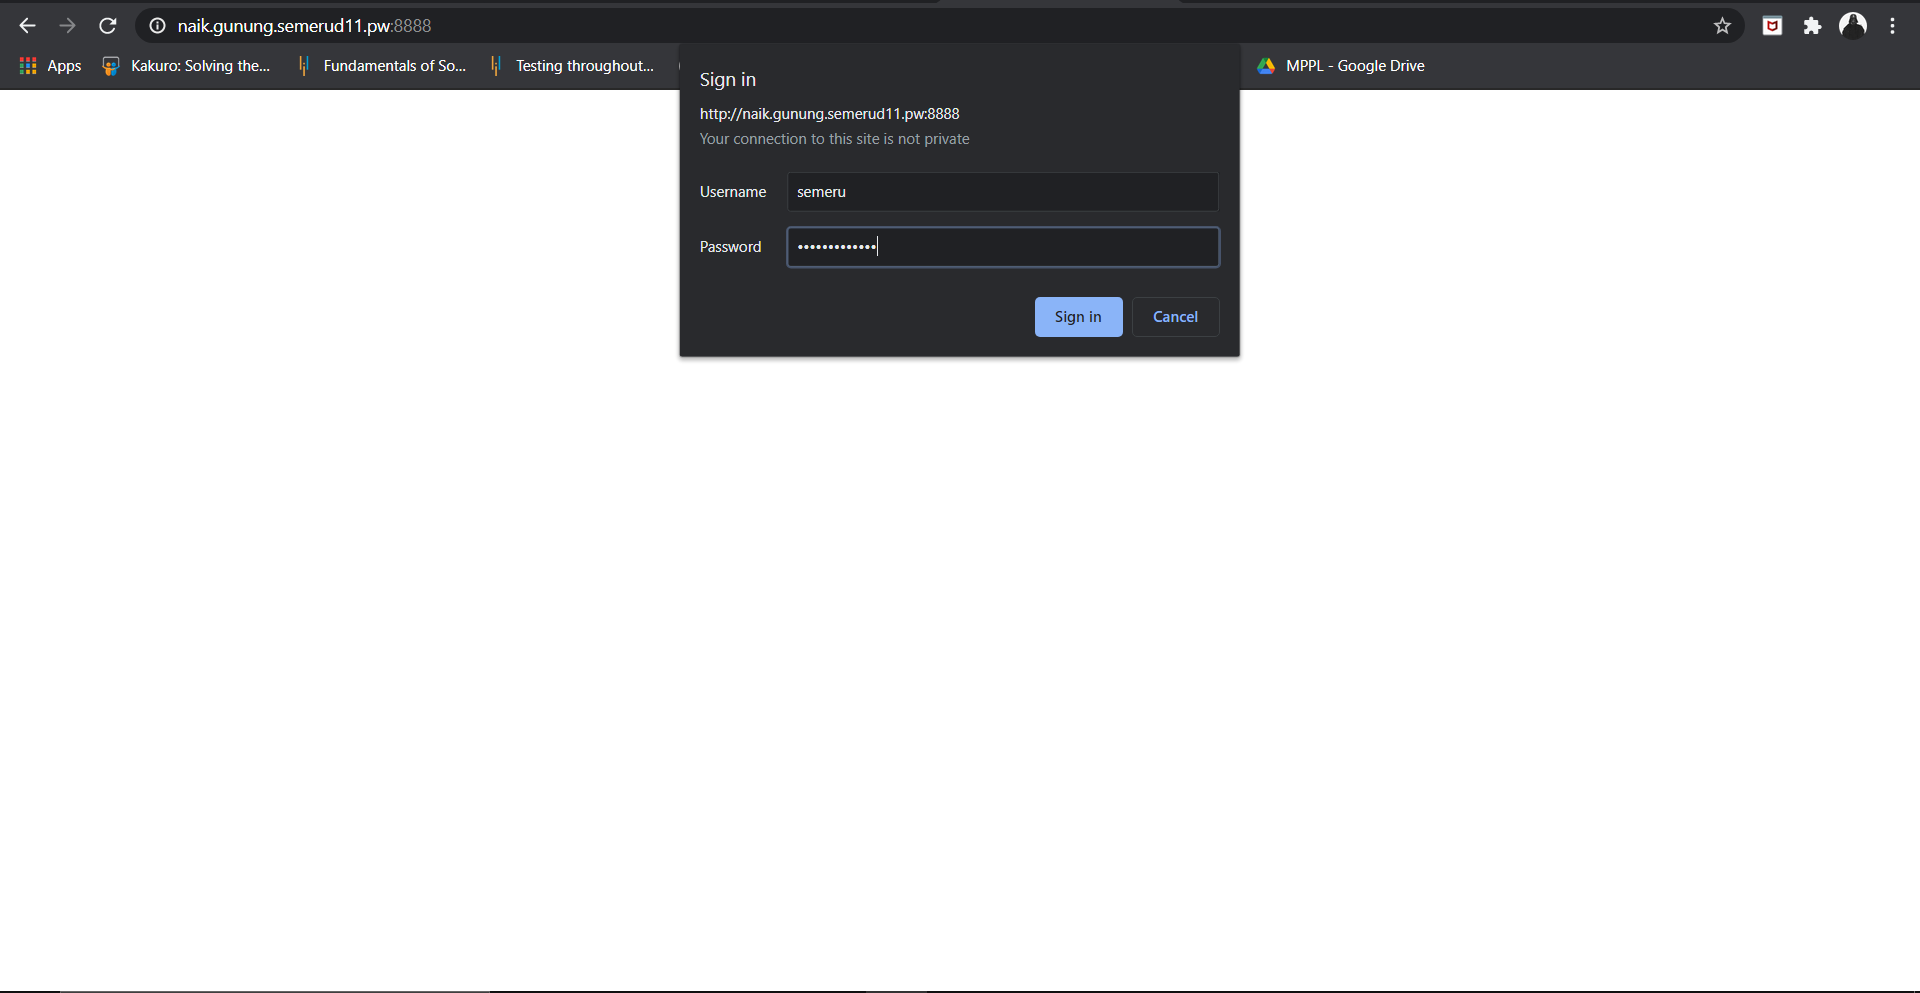 naik.gunung.semerud11.pw:8888
Apps
Kakuro: Solving the...
Fundamentals of So...
Testing throughout...
MPPL - Google Drive
Sign in
http://naik.gunung.semerud11.pw:8888
Your connection to this site is not private
Username semeru
Password •••••••••••••
Sign in Cancel